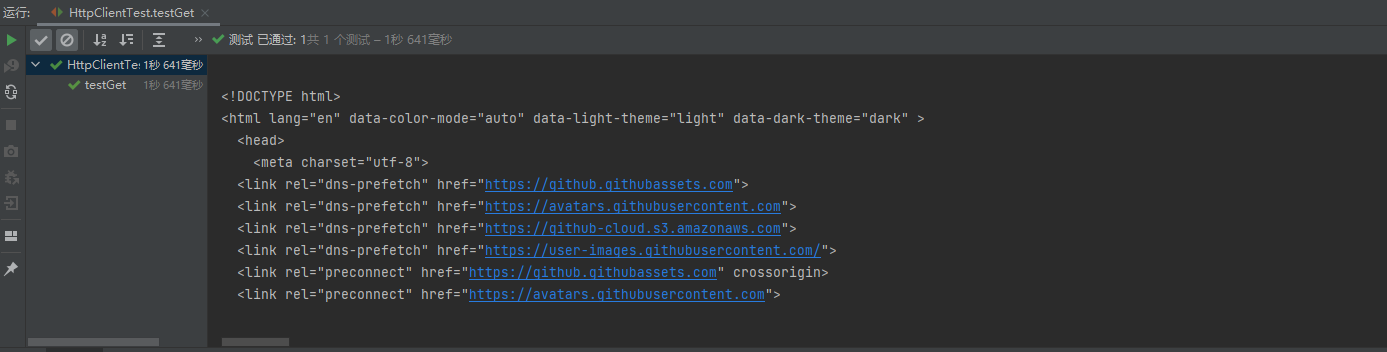 运行: HttpClientTest.testGet ×
» 测试 已通过: 1共 1 个测试 – 1秒 641毫秒
HttpClientTe: 1秒 641毫秒
testGet 1秒 641毫秒
<!DOCTYPE html>
<html lang="en" data-color-mode="auto" data-light-theme="light" data-dark-theme="dark" >
  <head>
    <meta charset="utf-8">
  <link rel="dns-prefetch" href="https://github.githubassets.com">
  <link rel="dns-prefetch" href="https://avatars.githubusercontent.com">
  <link rel="dns-prefetch" href="https://github-cloud.s3.amazonaws.com">
  <link rel="dns-prefetch" href="https://user-images.githubusercontent.com/">
  <link rel="preconnect" href="https://github.githubassets.com" crossorigin>
  <link rel="preconnect" href="https://avatars.githubusercontent.com">